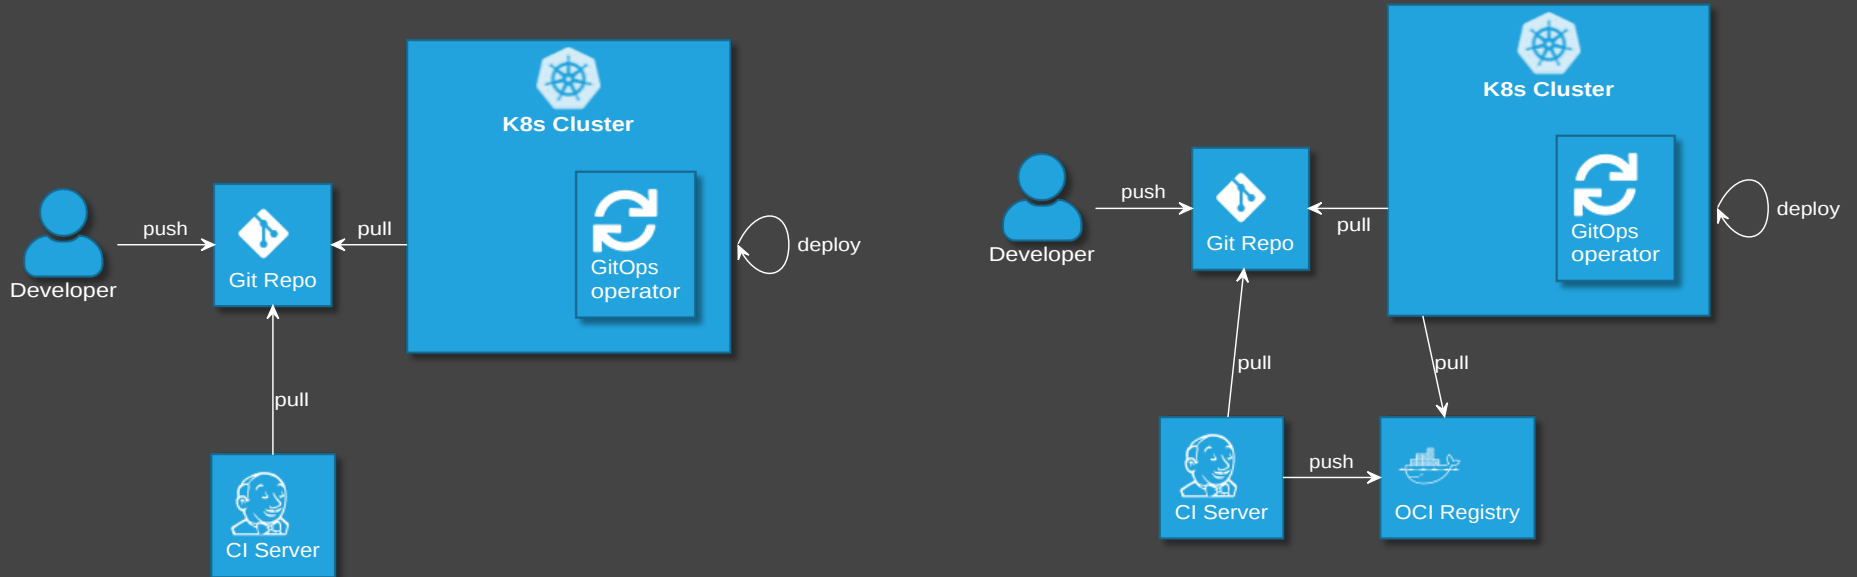 K8s Cluster
push
pull
GitOps
operator
deploy
Developer
Git Repo
pull
CI Server
K8s Cluster
push
pull
GitOps
operator
deploy
Developer
Git Repo
pull
pull
push
CI Server
OCI Registry